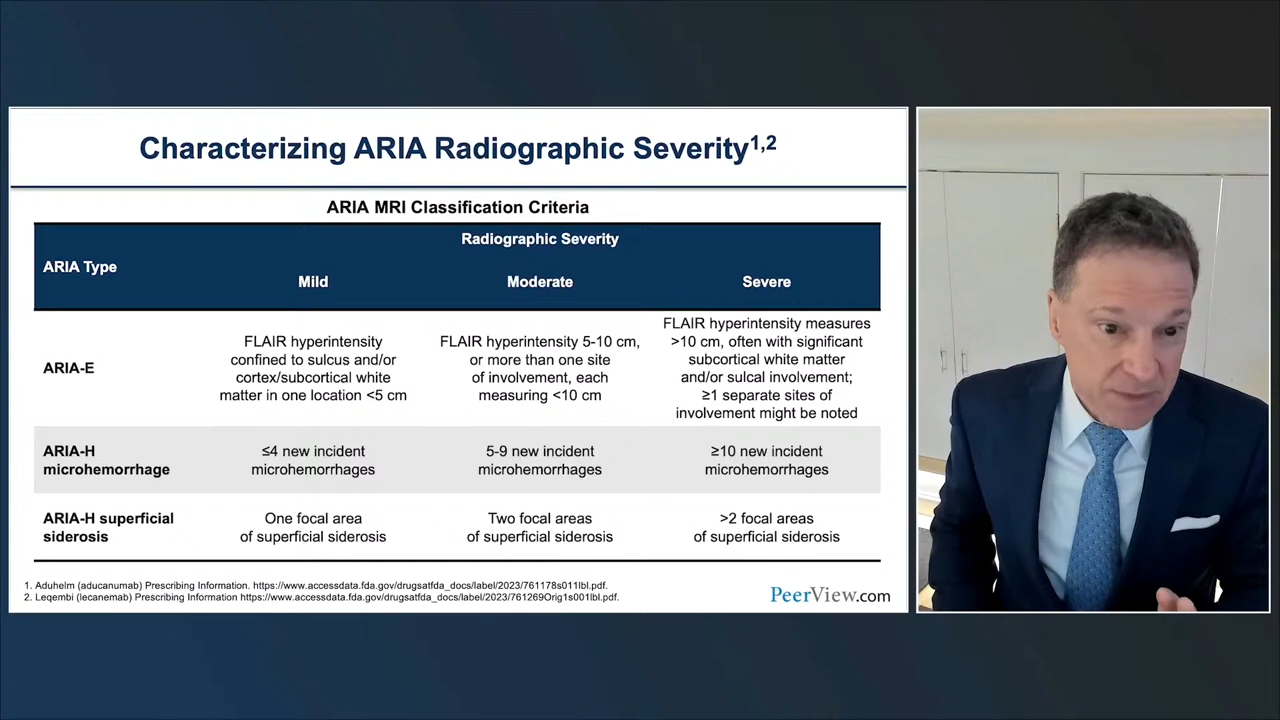 Characterizing ARIA Radiographic Severity1,2
ARIA MRI Classification Criteria
ARIA Type
Radiographic Severity
Mild
Moderate
Severe
ARIA-E
FLAIR hyperintensity
confined to sulcus and/or
cortex/subcortical white
matter in one location <5 cm
FLAIR hyperintensity 5-10 cm,
or more than one site
of involvement, each
measuring <10 cm
FLAIR hyperintensity measures
>10 cm, often with significant
subcortical white matter
and/or sulcal involvement;
≥1 separate sites of
involvement might be noted
ARIA-H
microhemorrhage
≤4 new incident
microhemorrhages
5-9 new incident
microhemorrhages
≥10 new incident
microhemorrhages
ARIA-H superficial
siderosis
One focal area
of superficial siderosis
Two focal areas
of superficial siderosis
>2 focal areas
of superficial siderosis
1. Aduhelm (aducanumab) Prescribing Information. https://www.accessdata.fda.gov/drugsatfda_docs/label/2023/761178s011lbl.pdf.
2. Leqembi (lecanemab) Prescribing Information https://www.accessdata.fda.gov/drugsatfda_docs/label/2023/761269Orig1s001lbl.pdf.
PeerView.com